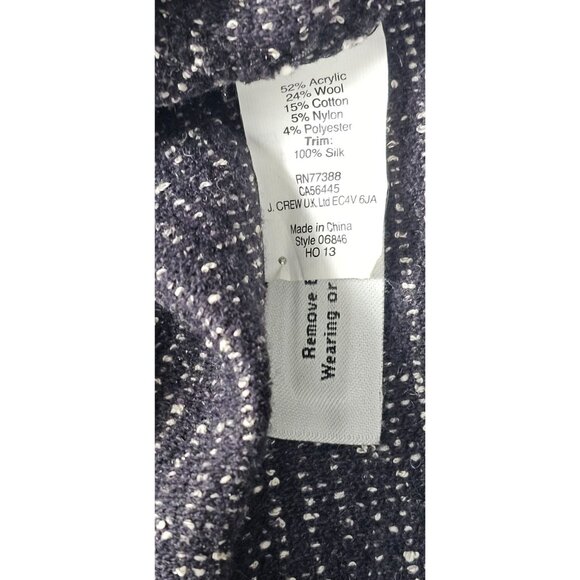 52% Acrylic
24% Wool
15% Cotton
5% Nylon
4% Polyester
Trim:
100% Silk
RN77388
CA56445
J. CREW U.K. Ltd EC4V 6JA
Made in China
Style 06846
HO 13
Remove
Wearing or